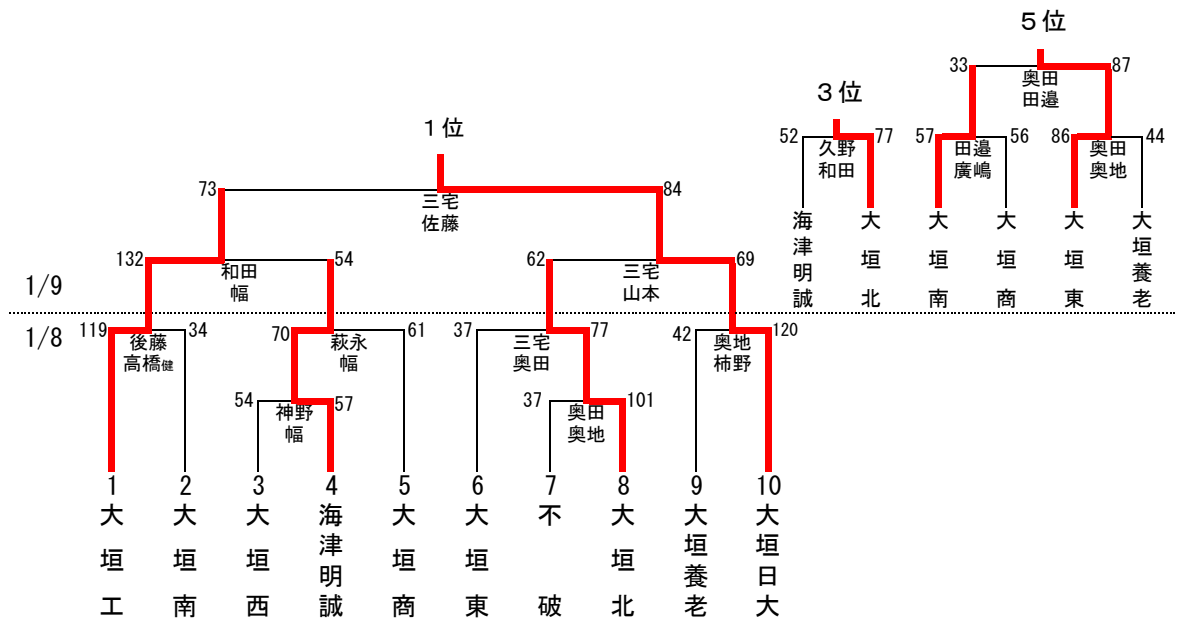 ５位
33 87
奥田
田邉
３位
52 77 57 56 86 44
久野 田邉 奥田
和田 廣嶋 奥地
海津明誠 大垣北 大垣南 大垣商 大垣東 大垣養老
１位
73 84
三宅
佐藤
132 54 62 69
和田 三宅
幅 山本
1/9
1/8
119 34 70 61 37 77 42 120
後藤 萩永 三宅 奥地
高橋健 幅 奥田 柿野
54 57 37 101
神野 奥田
幅 奥地
1 2 3 4 5 6 7 8 9 10
大垣工 大垣南 大垣西 海津明誠 大垣商 大垣東 不破 大垣北 大垣養老 大垣日大